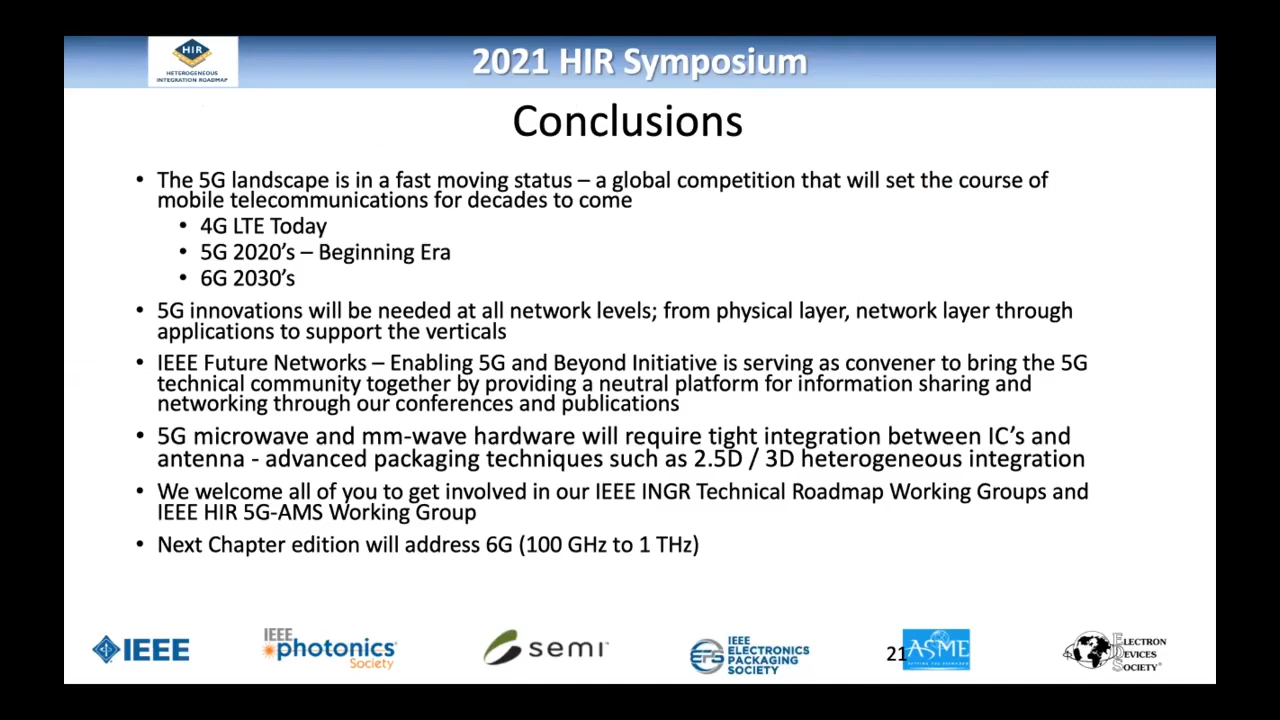 HIR
HETEROGENEOUS
INTEGRATION ROADMAP
2021 HIR Symposium
Conclusions
• The 5G landscape is in a fast moving status – a global competition that will set the course of
mobile telecommunications for decades to come
• 4G LTE Today
• 5G 2020’s – Beginning Era
• 6G 2030’s
• 5G innovations will be needed at all network levels; from physical layer, network layer through
applications to support the verticals
• IEEE Future Networks – Enabling 5G and Beyond Initiative is serving as convener to bring the 5G
technical community together by providing a neutral platform for information sharing and
networking through our conferences and publications
• 5G microwave and mm-wave hardware will require tight integration between IC’s and
antenna - advanced packaging techniques such as 2.5D / 3D heterogeneous integration
• We welcome all of you to get involved in our IEEE INGR Technical Roadmap Working Groups and
IEEE HIR 5G-AMS Working Group
• Next Chapter edition will address 6G (100 GHz to 1 THz)
IEEE
IEEE
photonics
Society
semi
EPS
IEEE
ELECTRONICS
PACKAGING
SOCIETY
21
ASME
EDS
ELECTRON
DEVICES
SOCIETY®